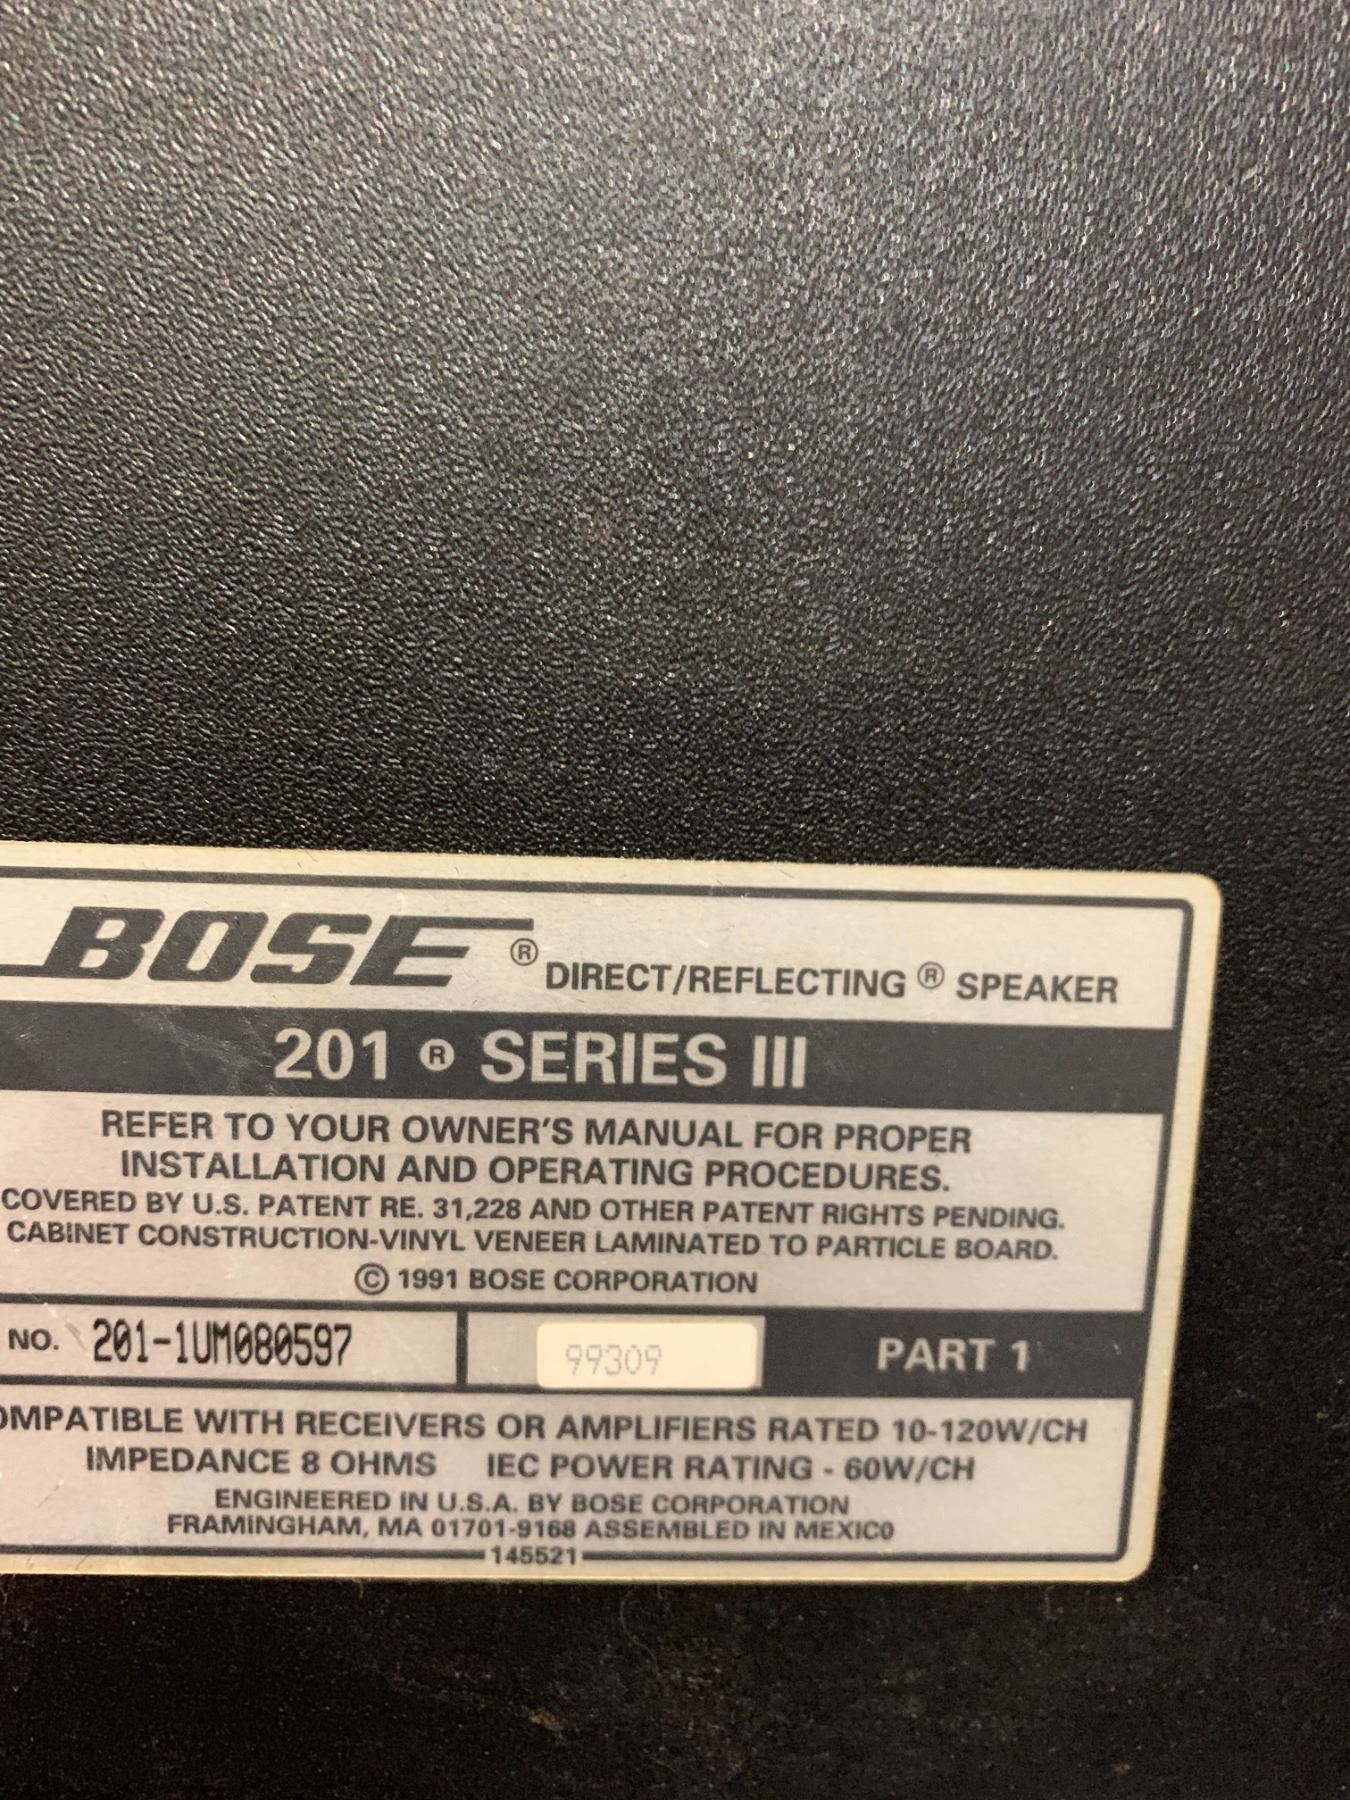 BOSE ® DIRECT/REFLECTING ® SPEAKER
201 ® SERIES III
REFER TO YOUR OWNER'S MANUAL FOR PROPER
INSTALLATION AND OPERATING PROCEDURES.
COVERED BY U.S. PATENT RE. 31,228 AND OTHER PATENT RIGHTS PENDING.
CABINET CONSTRUCTION-VINYL VENEER LAMINATED TO PARTICLE BOARD.
© 1991 BOSE CORPORATION
NO. 201-1UM080597 99309 PART 1
OMPATIBLE WITH RECEIVERS OR AMPLIFIERS RATED 10-120W/CH
IMPEDANCE 8 OHMS IEC POWER RATING - 60W/CH
ENGINEERED IN U.S.A. BY BOSE CORPORATION
FRAMINGHAM, MA 01701-9168 ASSEMBLED IN MEXICO
145521